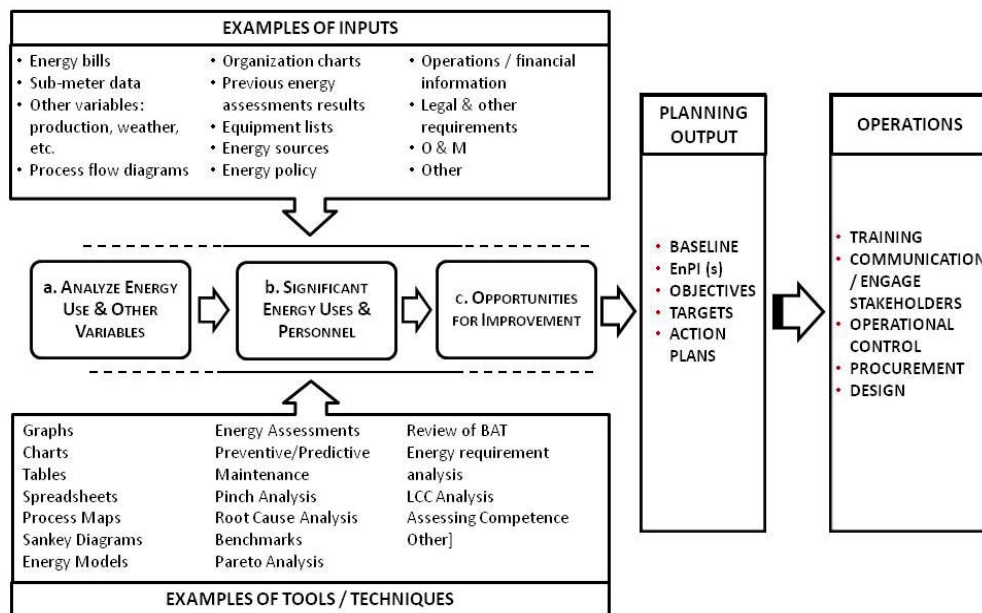 EXAMPLES OF INPUTS
• Energy bills
• Sub-meter data
• Other variables:
production, weather,
etc.
• Process flow diagrams
• Organization charts
• Previous energy
assessments results
• Equipment lists
• Energy sources
• Energy policy
• Operations / financial
information
• Legal & other
requirements
• O & M
• Other
a. ANALYZE ENERGY
USE & OTHER
VARIABLES
b. SIGNIFICANT
ENERGY USES &
PERSONNEL
c. OPPORTUNITIES
FOR IMPROVEMENT
PLANNING
OUTPUT
• BASELINE
• EnPI (s)
• OBJECTIVES
• TARGETS
• ACTION
PLANS
OPERATIONS
• TRAINING
• COMMUNICATION
/ ENGAGE
STAKEHOLDERS
• OPERATIONAL
CONTROL
• PROCUREMENT
• DESIGN
Graphs
Charts
Tables
Spreadsheets
Process Maps
Sankey Diagrams
Energy Models
Energy Assessments
Preventive/Predictive
Maintenance
Pinch Analysis
Root Cause Analysis
Benchmarks
Pareto Analysis
Review of BAT
Energy requirement
analysis
LCC Analysis
Assessing Competence
Other]
EXAMPLES OF TOOLS / TECHNIQUES